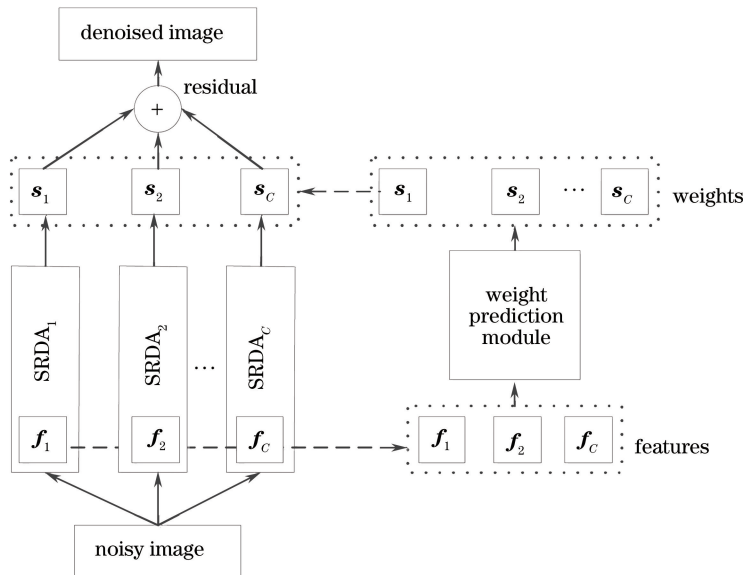 denoised image
residual
+
s1 s2 sC
s1 s2 ... sC
weights
weight
prediction
module
SRDA1
SRDA2
...
SRDAC
f1 f2 fC
f1 f2 fC
features
noisy image